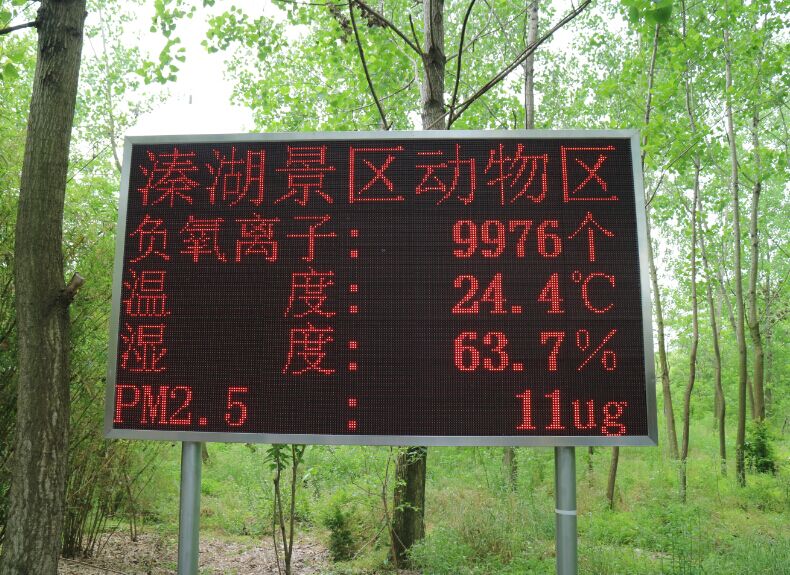 溱湖景区动物区
负氧离子: 9976个
温度: 24.4℃
湿度: 63.7%
PM2.5: 11ug